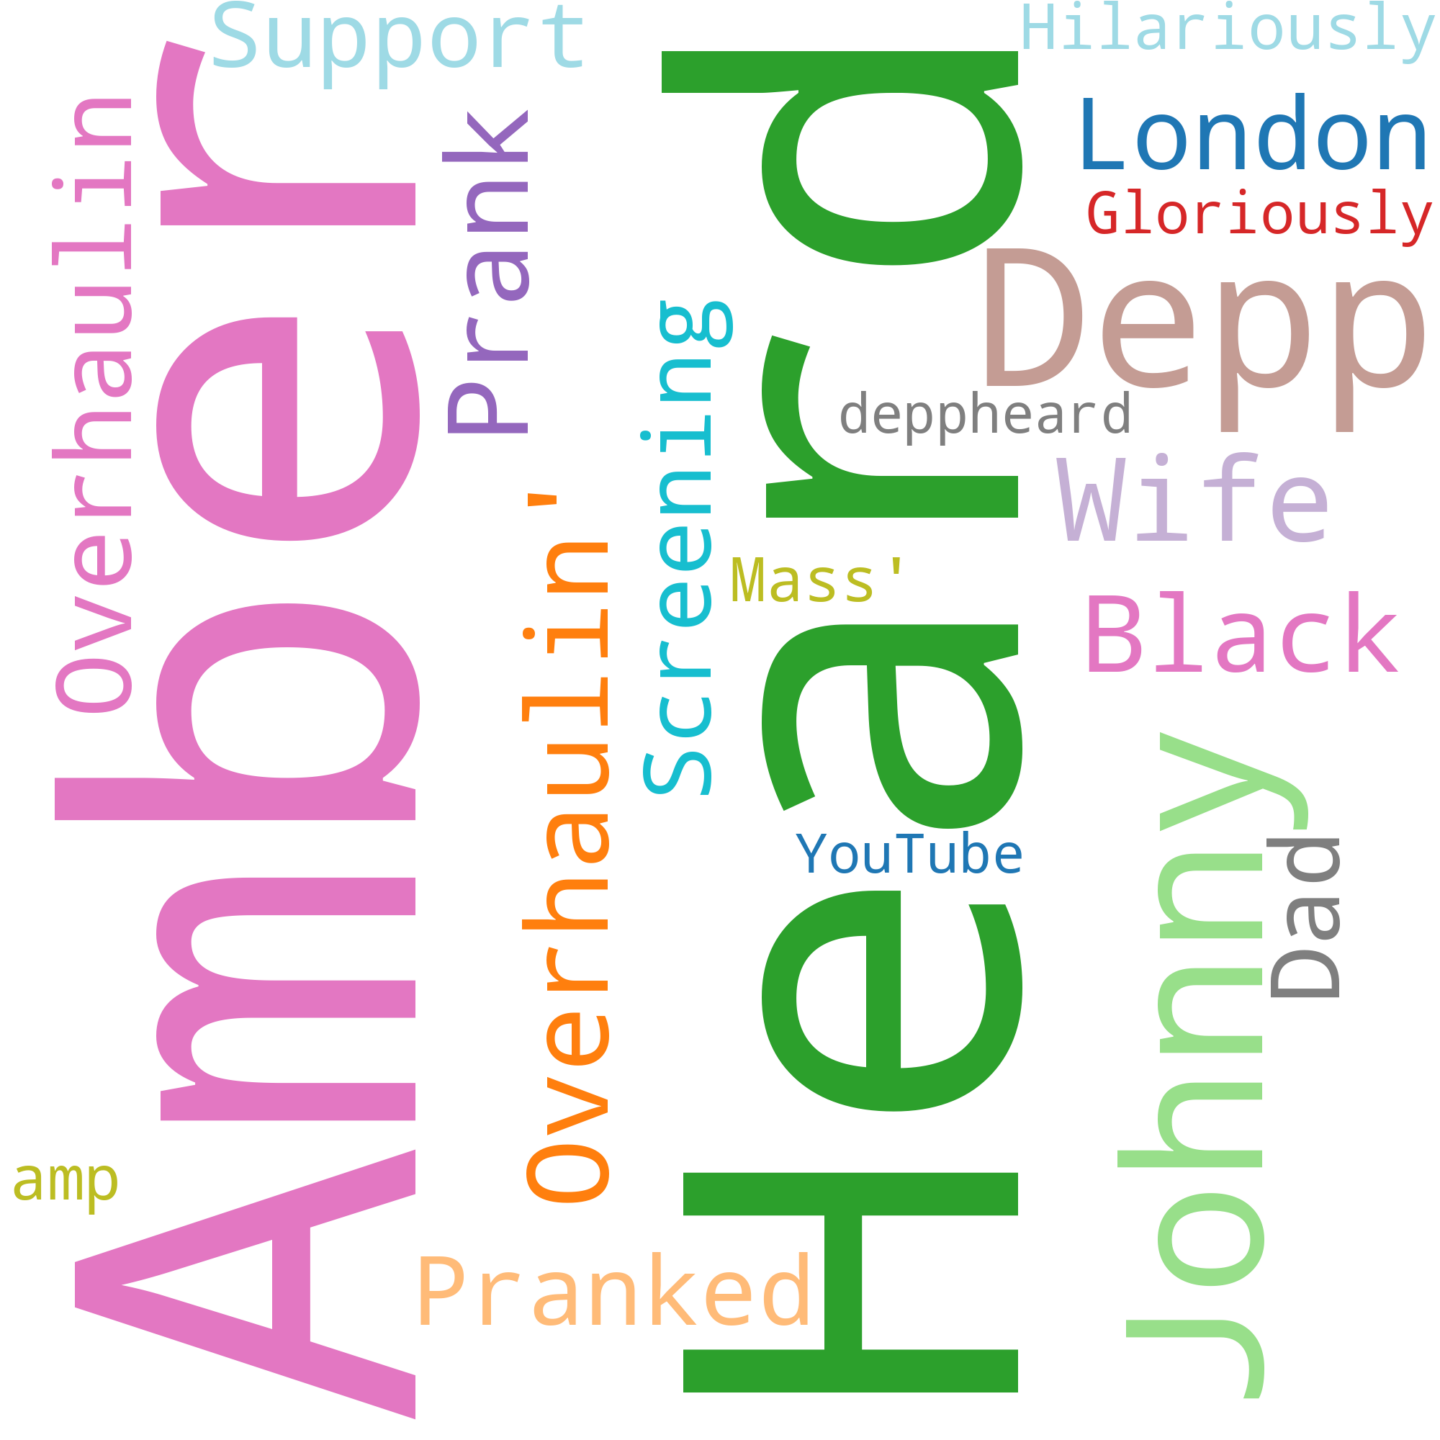 Support
Hilariously
Overhaulin
Amber
Prank
Heard
London
Gloriously
Depp
Screening
deppheard
Wife
Overhaulin'
Mass'
Black
Johnny
YouTube
Dad
amp
Pranked